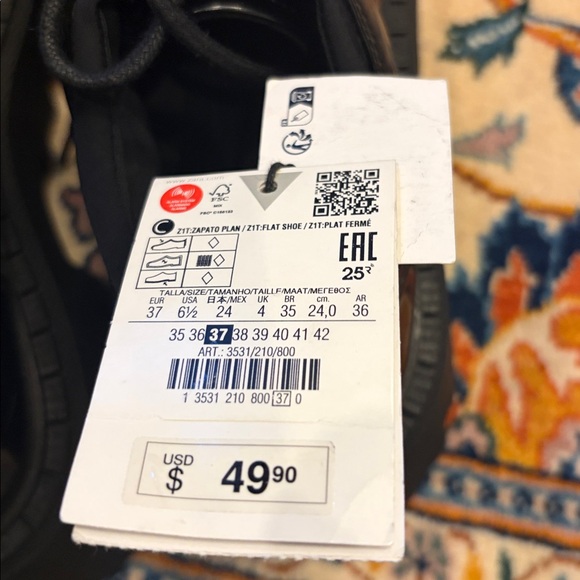 FSC
MIX
C
Z1T:ZAPATO PLAN / Z1T:FLAT SHOE / Z1T:PLAT FERMÉ
EAC
25
TALLA/SIZE/TAMANHO/TAILLE/MAAT/ΜΕΓΕΘΟΣ
EUR USA 日本/MEX UK BR cm. AR
37 6½ 24 4 35 24,0 36
35 36 37 38 39 40 41 42
ART.: 3531/210/800
1 3531 210 800 37 0
USD
$ 49⁹⁰